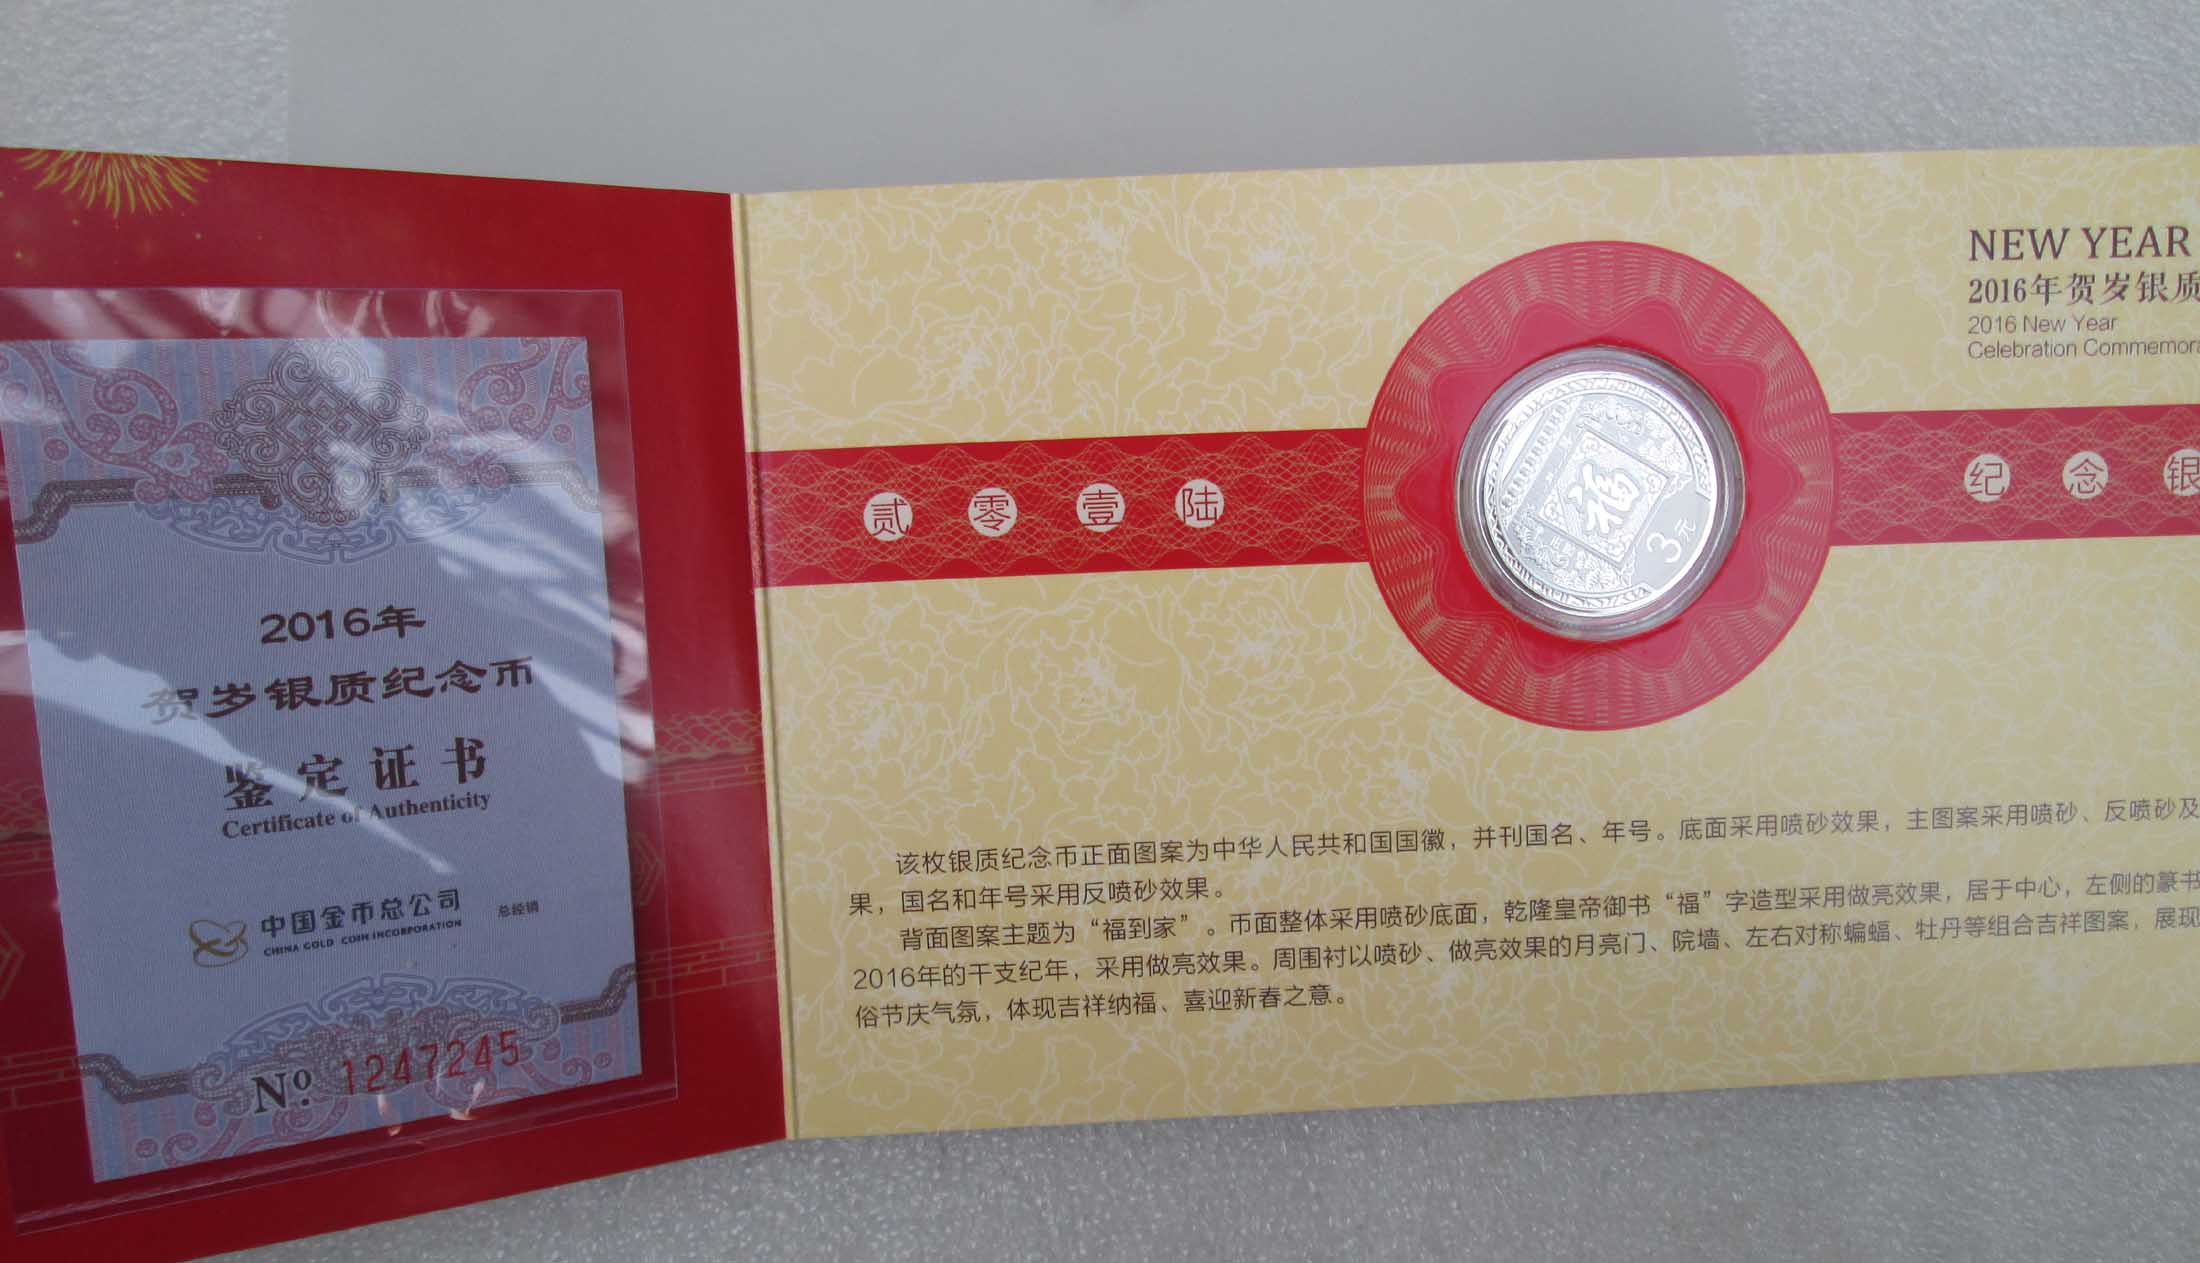 2016年
贺岁银质纪念币
鉴定证书
Certificate of Authenticity
中国金币总公司 总经销
CHINA GOLD COIN INCORPORATION
No. 1247245
NEW YEAR
2016年贺岁银质
2016 New Year
Celebration Commemora
贰零壹陆
福
3元
纪念银
该枚银质纪念币正面图案为中华人民共和国国徽，并刊国名、年号。底面采用喷砂效果，主图案采用喷砂、反喷砂及
果，国名和年号采用反喷砂效果。
背面图案主题为“福到家”。币面整体采用喷砂底面，乾隆皇帝御书“福”字造型采用做亮效果，居于中心，左侧的篆书
2016年的干支纪年，采用做亮效果。周围衬以喷砂、做亮效果的月亮门、院墙、左右对称蝙蝠、牡丹等组合吉祥图案，展现
俗节庆气氛，体现吉祥纳福、喜迎新春之意。